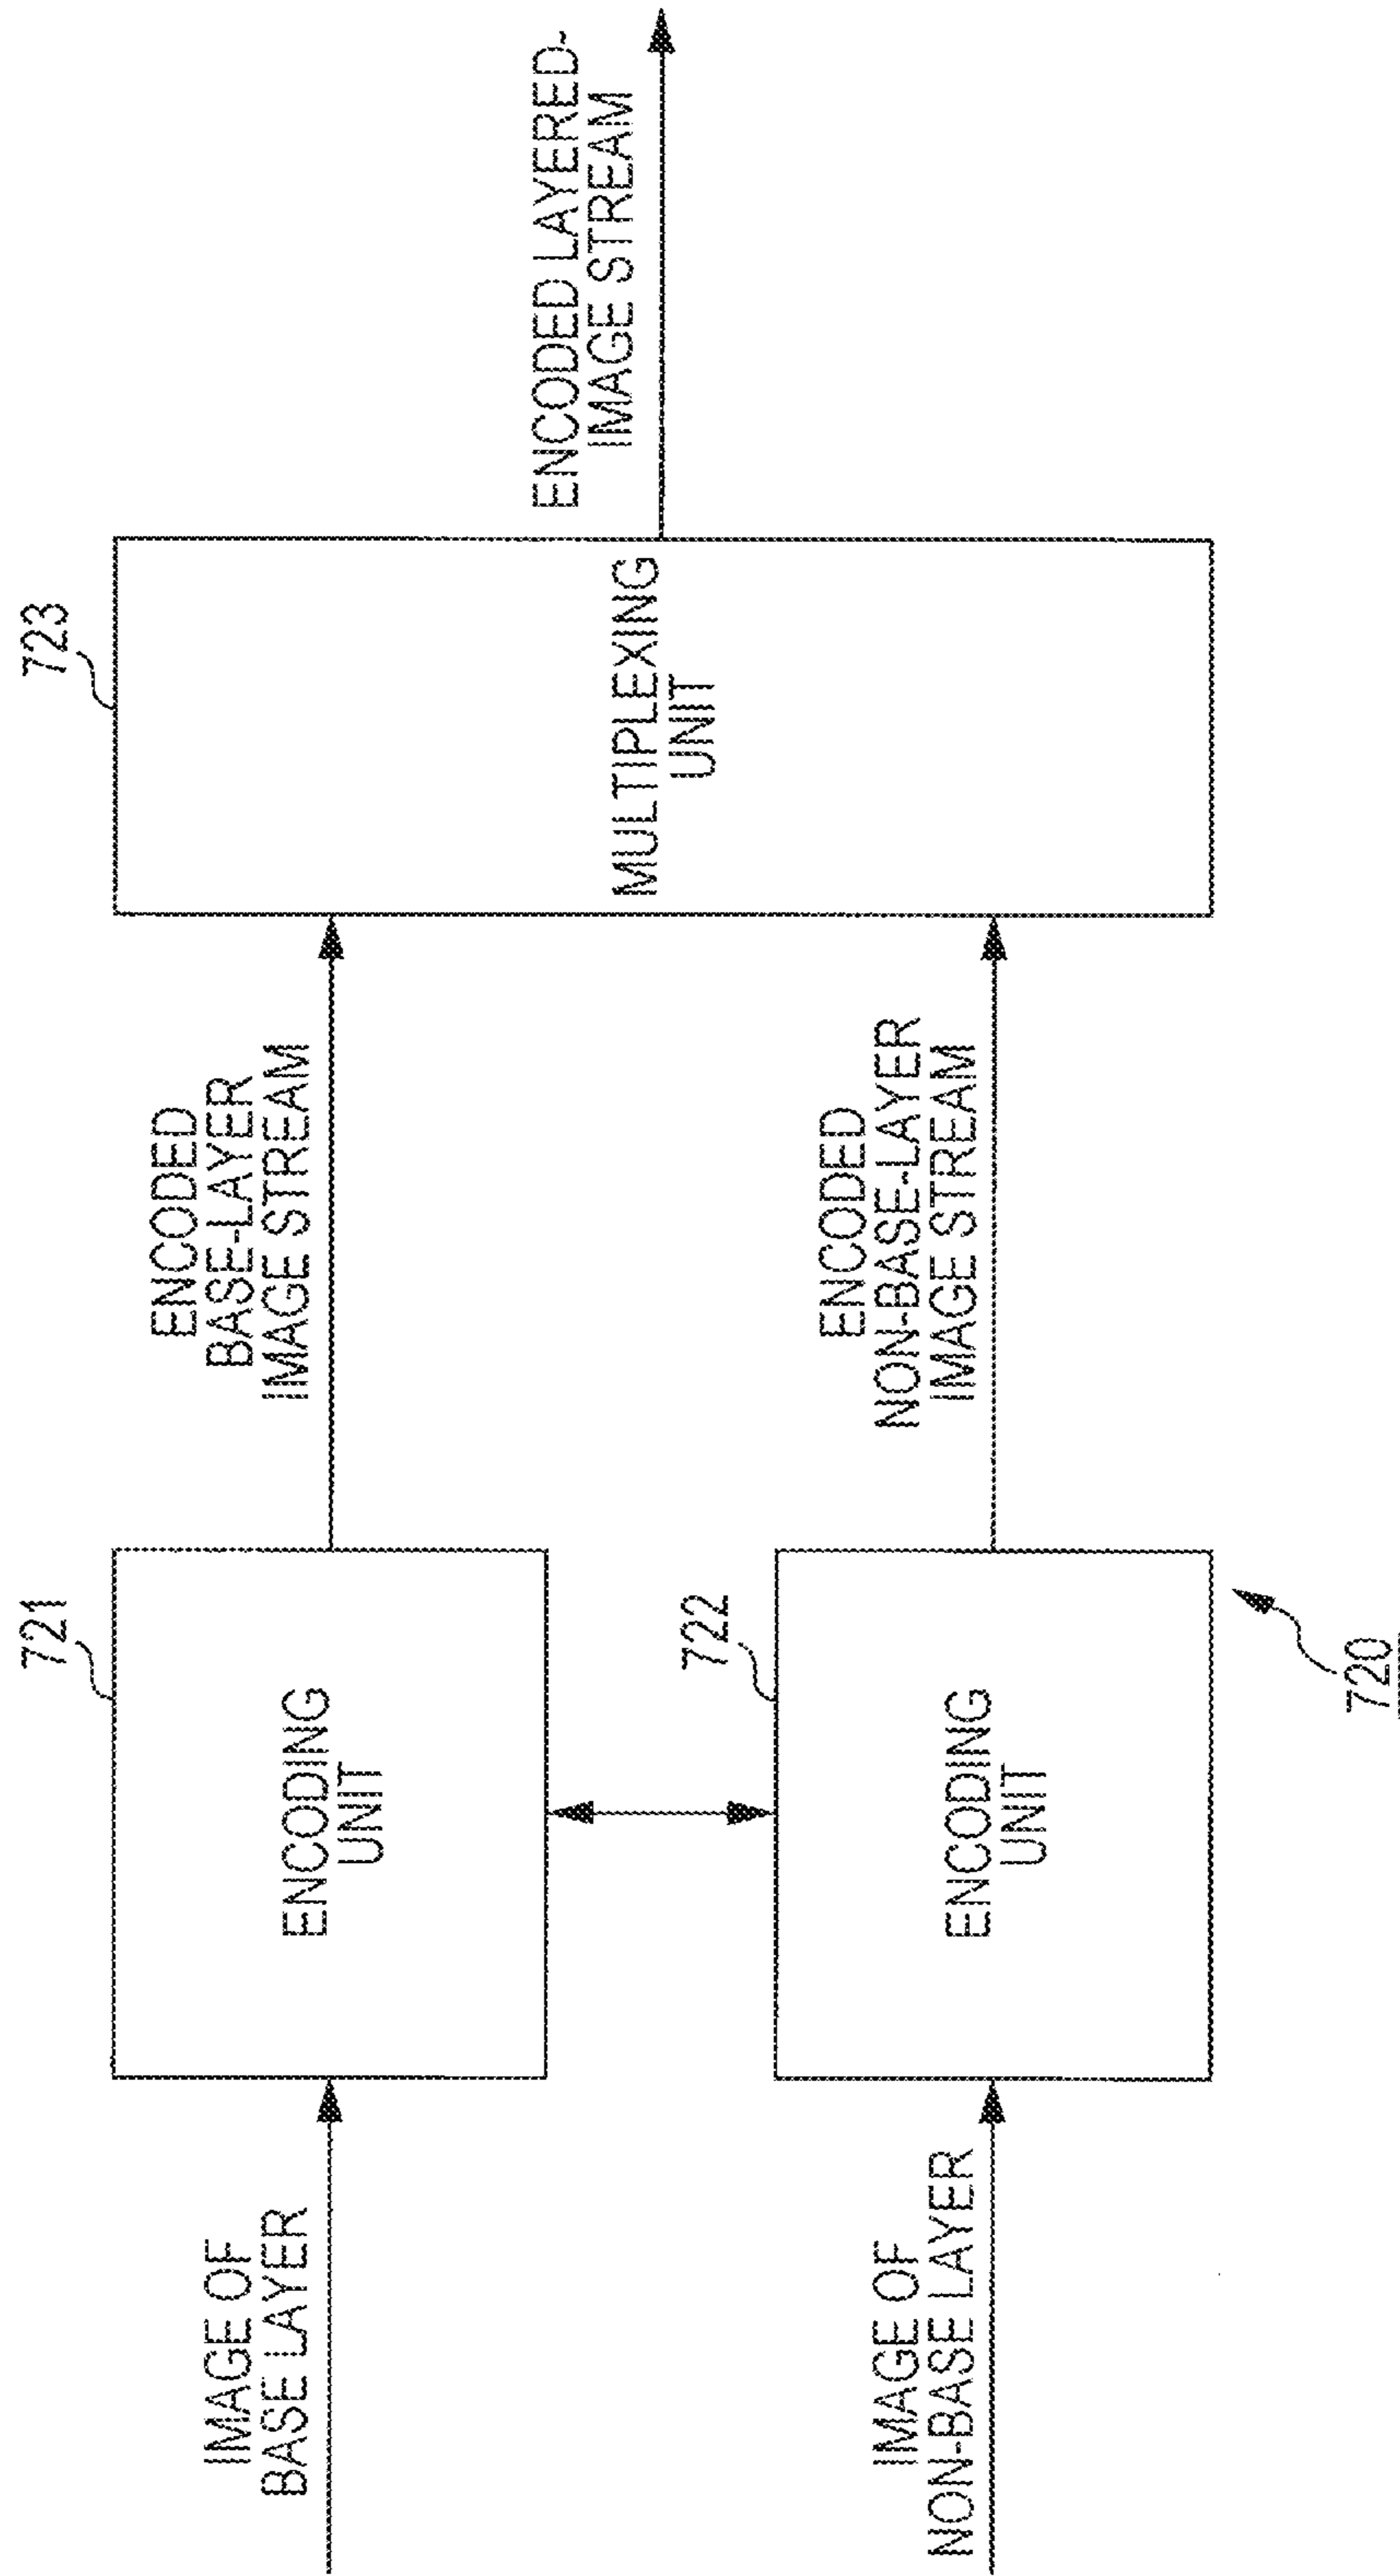 721
723
IMAGE OF
BASE LAYER
ENCODING
UNIT
ENCODED
BASE-LAYER
IMAGE STREAM
MULTIPLEXING
UNIT
ENCODED LAYERED-
IMAGE STREAM
722
IMAGE OF
NON-BASE LAYER
ENCODING
UNIT
ENCODED
NON-BASE-LAYER
IMAGE STREAM
720